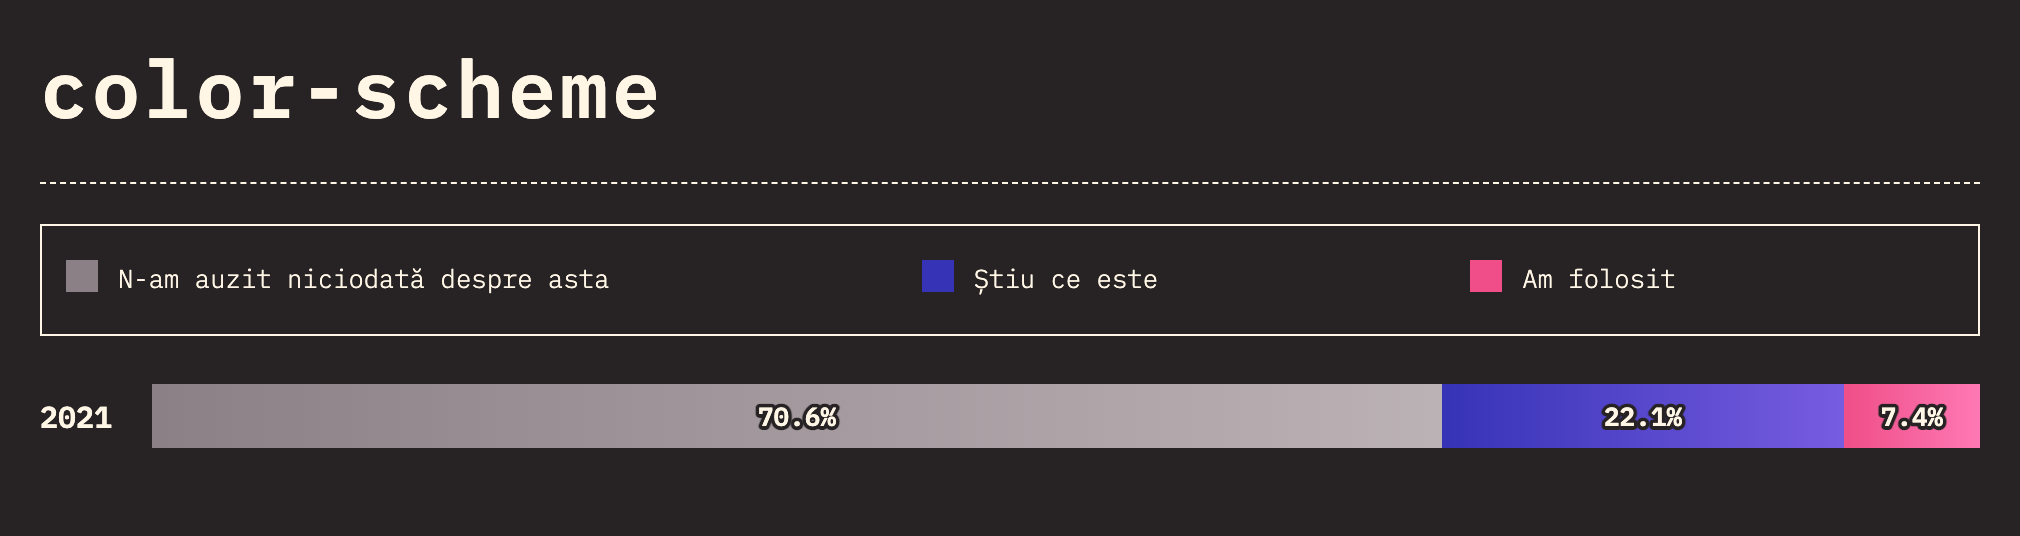 color-scheme
N-am auzit niciodată despre asta
Știu ce este
Am folosit
2021
70.6%
22.1%
7.4%